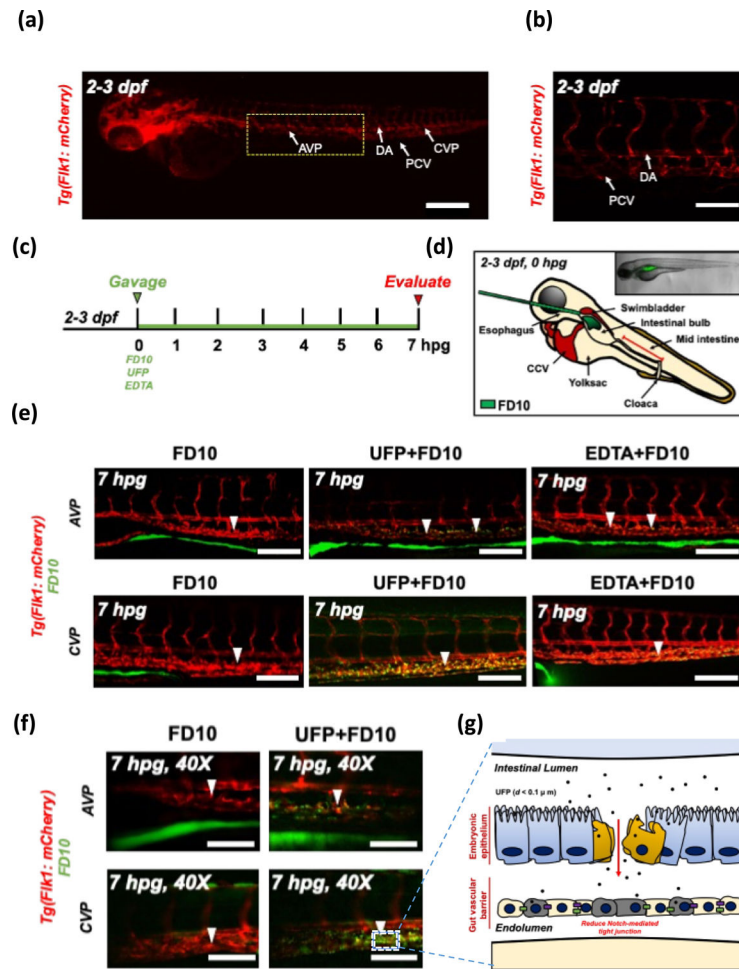 (a)
Tg(Flk1: mCherry)
2-3 dpf
AVP
DA
PCV
CVP
(b)
Tg(Flk1: mCherry)
2-3 dpf
DA
PCV
(c)
Gavage
Evaluate
2-3 dpf
0 1 2 3 4 5 6 7 hpg
FD10
UFP
EDTA
(d)
2-3 dpf, 0 hpg
Swimbladder
Esophagus
Intestinal bulb
Mid intestine
CCV
Yolksac
Cloaca
FD10
(e)
Tg(Flk1: mCherry)
FD10
FD10 UFP+FD10 EDTA+FD10
AVP
7 hpg 7 hpg 7 hpg
FD10 UFP+FD10 EDTA+FD10
CVP
7 hpg 7 hpg 7 hpg
(f)
Tg(Flk1: mCherry)
FD10
FD10 UFP+FD10
AVP
7 hpg, 40X 7 hpg, 40X
CVP
7 hpg, 40X 7 hpg, 40X
(g)
Intestinal Lumen
UFP (d < 0.1 μm)
Embryonic
epithelium
Gut vascular
barrier
Reduce Notch-mediated
tight junction
Endolumen